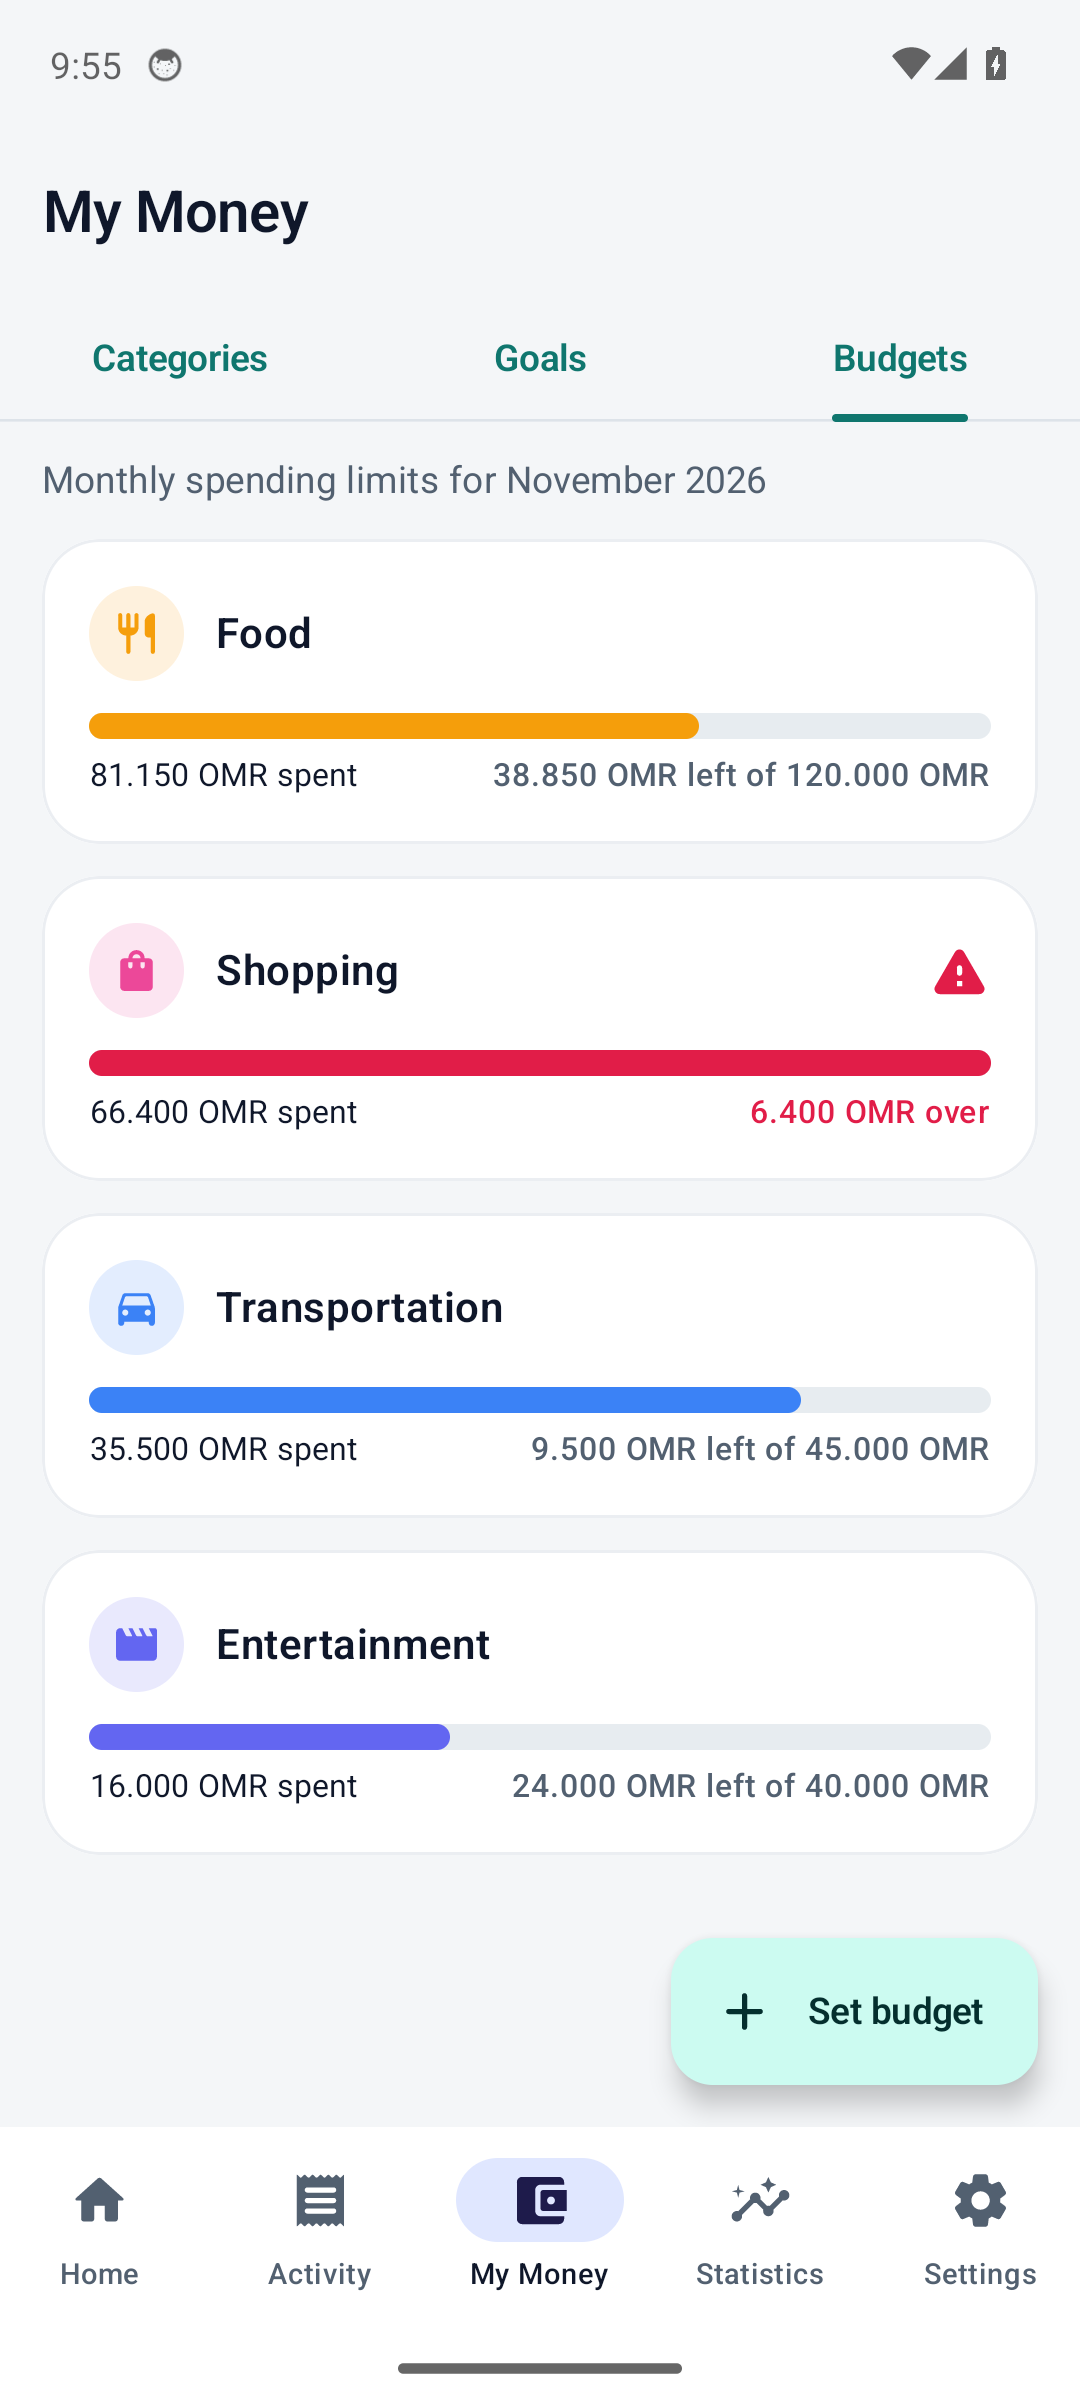 9:55
My Money
Categories
Goals
Budgets
Monthly spending limits for November 2026
Food
81.150 OMR spent
38.850 OMR left of 120.000 OMR
Shopping
66.400 OMR spent
6.400 OMR over
Transportation
35.500 OMR spent
9.500 OMR left of 45.000 OMR
Entertainment
16.000 OMR spent
24.000 OMR left of 40.000 OMR
Set budget
Home
Activity
My Money
Statistics
Settings